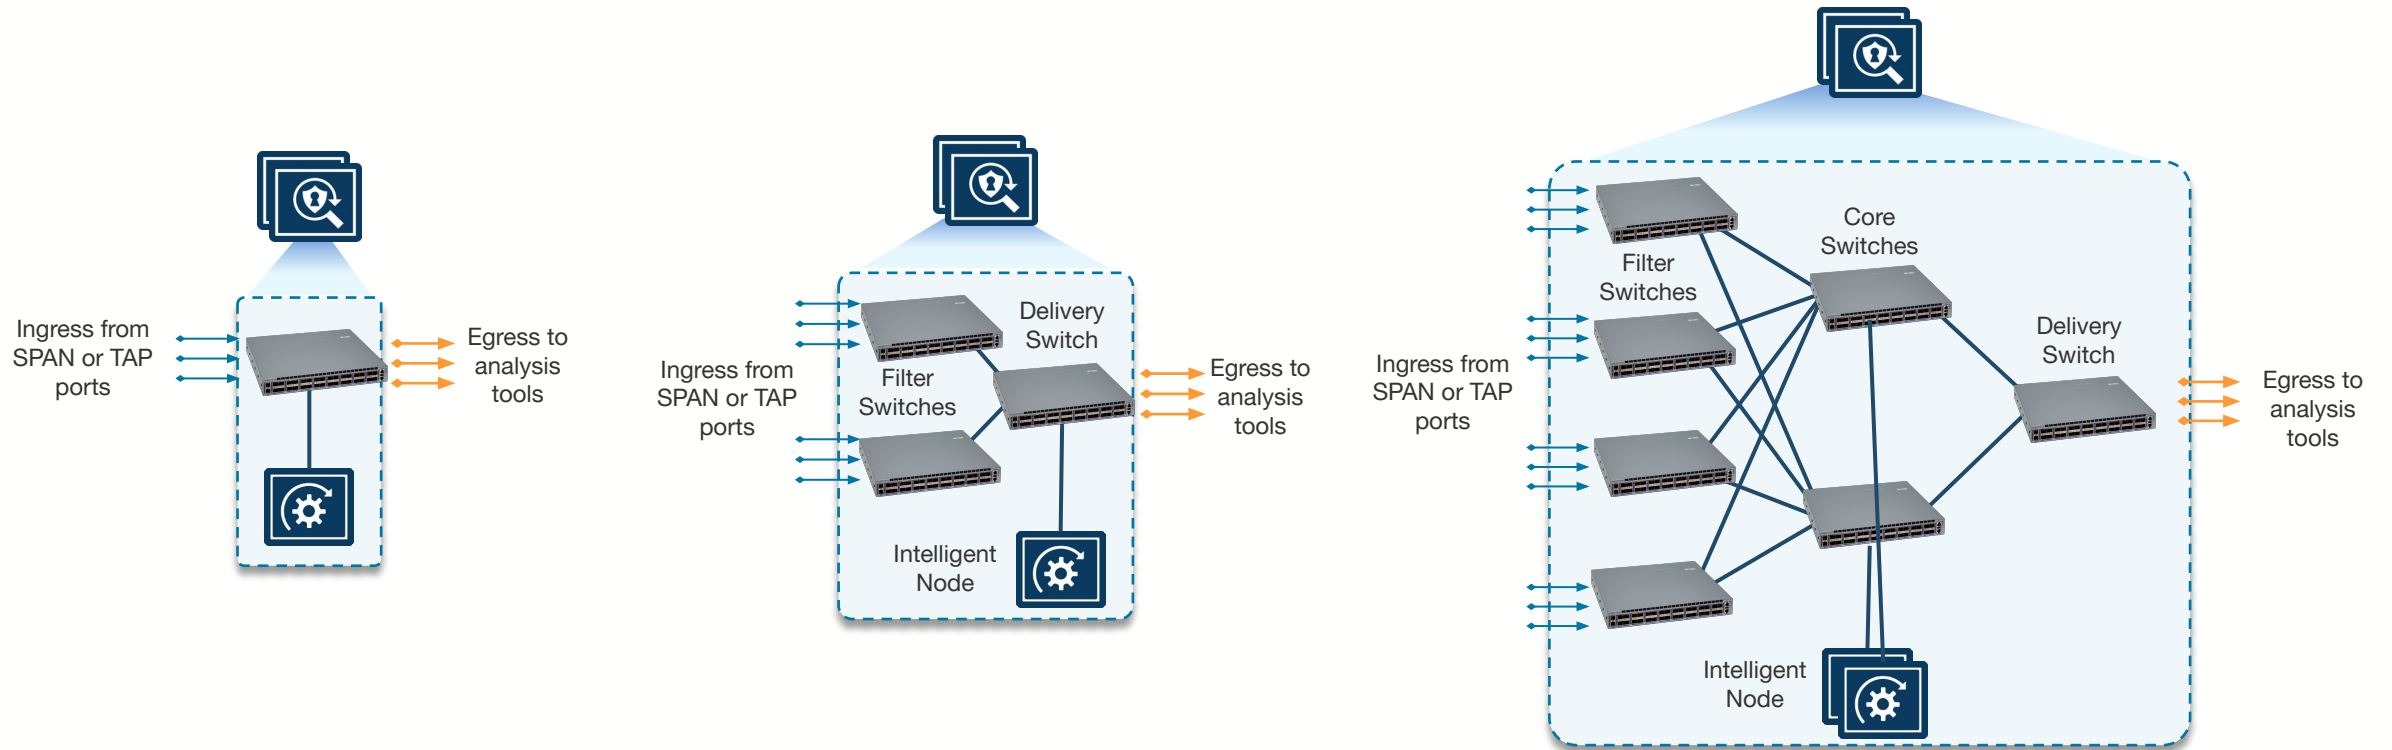 Ingress from
SPAN or TAP
ports
Egress to
analysis
tools
Ingress from
SPAN or TAP
ports
Filter
Switches
Delivery
Switch
Intelligent
Node
Egress to
analysis
tools
Ingress from
SPAN or TAP
ports
Filter
Switches
Core
Switches
Delivery
Switch
Intelligent
Node
Egress to
analysis
tools